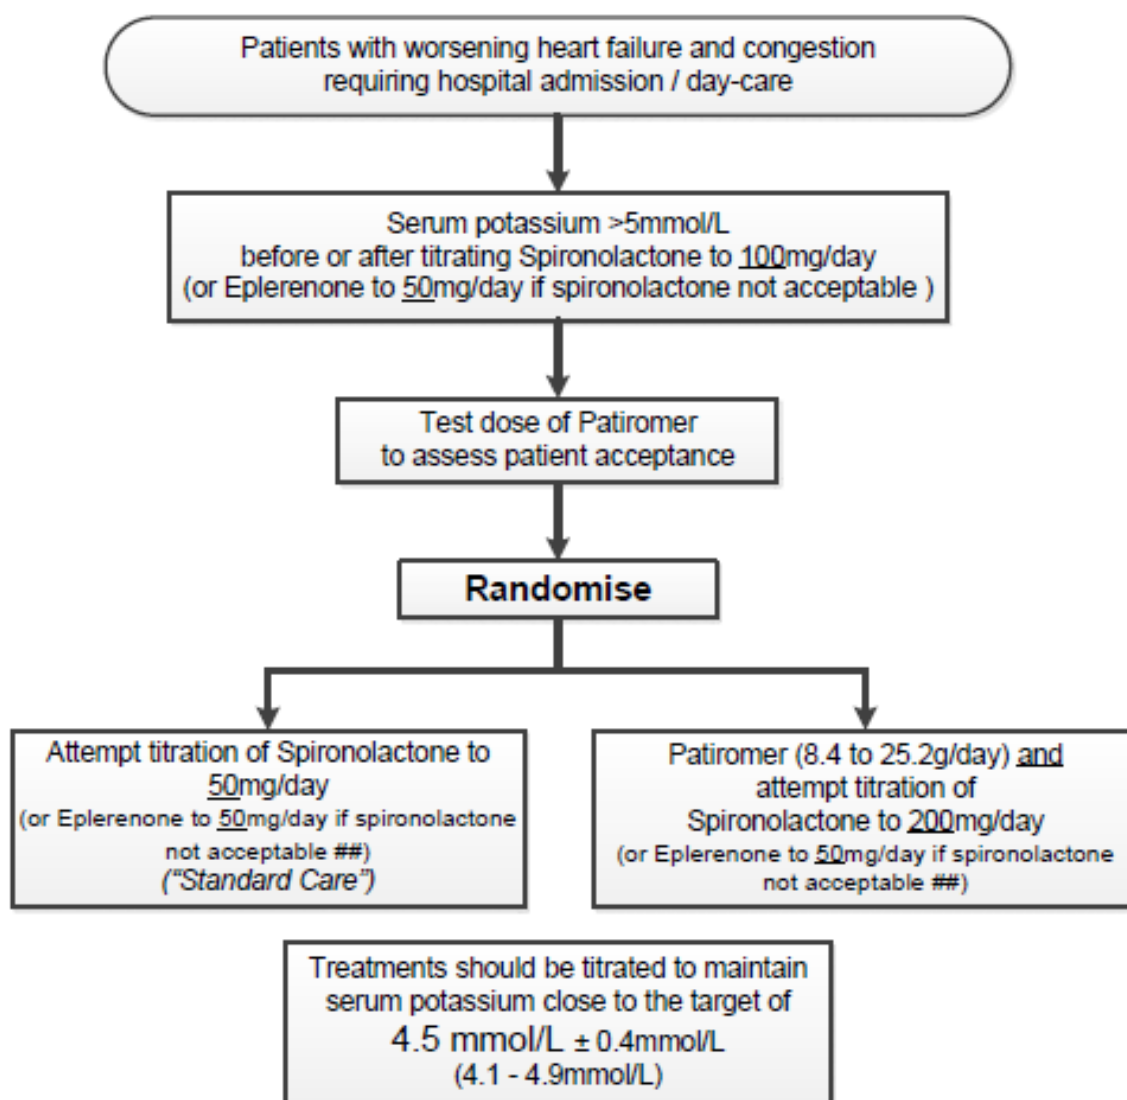 Patients with worsening heart failure and congestion
requiring hospital admission / day-care
Serum potassium >5mmol/L
before or after titrating Spironolactone to 100mg/day
(or Eplerenone to 50mg/day if spironolactone not acceptable )
Test dose of Patiromer
to assess patient acceptance
Randomise
Attempt titration of Spironolactone to
50mg/day
(or Eplerenone to 50mg/day if spironolactone
not acceptable ##)
("Standard Care")
Patiromer (8.4 to 25.2g/day) and
attempt titration of
Spironolactone to 200mg/day
(or Eplerenone to 50mg/day if spironolactone
not acceptable ##)
Treatments should be titrated to maintain
serum potassium close to the target of
4.5 mmol/L ± 0.4mmol/L
(4.1 - 4.9mmol/L)